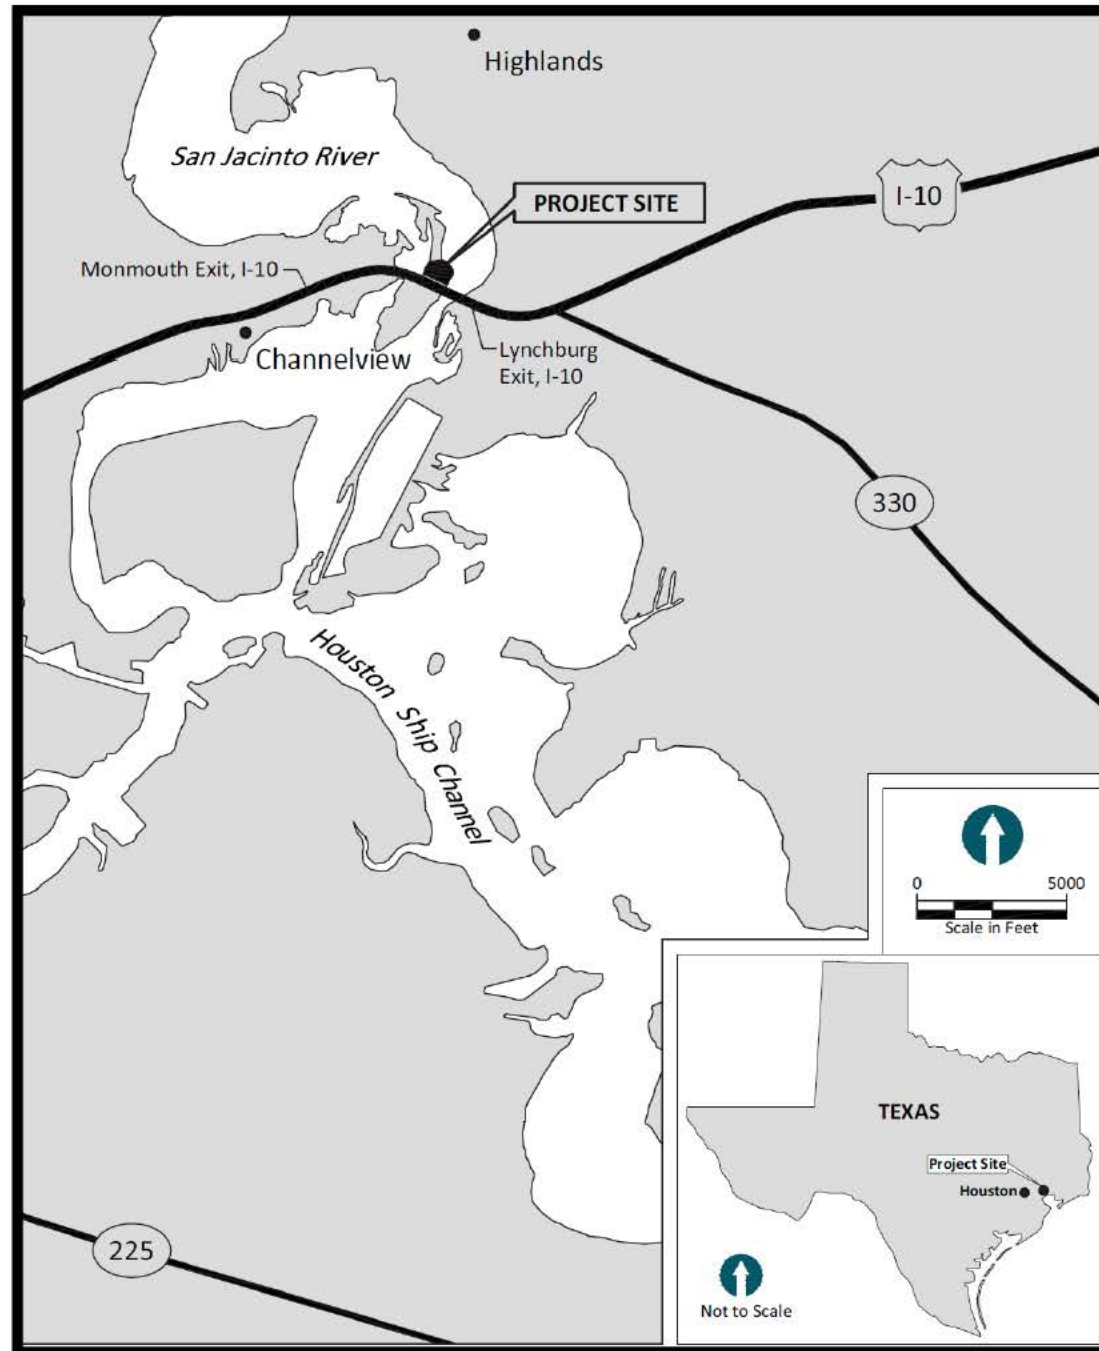 Highlands
San Jacinto River
PROJECT SITE
I-10
Monmouth Exit, I-10
Channelview
Lynchburg
Exit, I-10
330
Houston Ship Channel
0 5000
Scale in Feet
TEXAS
Project Site
Houston
225
Not to Scale